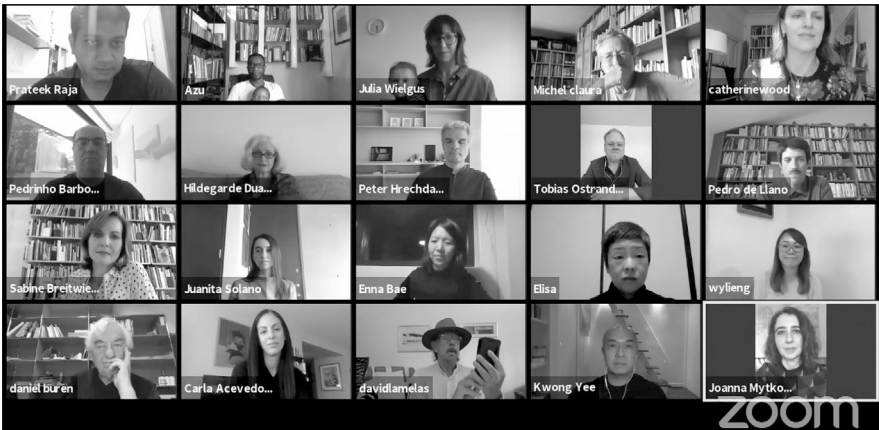 Prateek Raja
Azu
Julia Wielgus
Michel claura
catherinewood
Pedrinho Barbo...
Hildegarde Dua...
Peter Hrechda...
Tobias Ostrand...
Pedro de Llano
Sabine Breitwie...
Juanita Solano
Enna Bae
Elisa
wylieng
daniel buren
Carla Acevedo...
davidlamelas
Kwong Yee
Joanna Mytko...
zoom